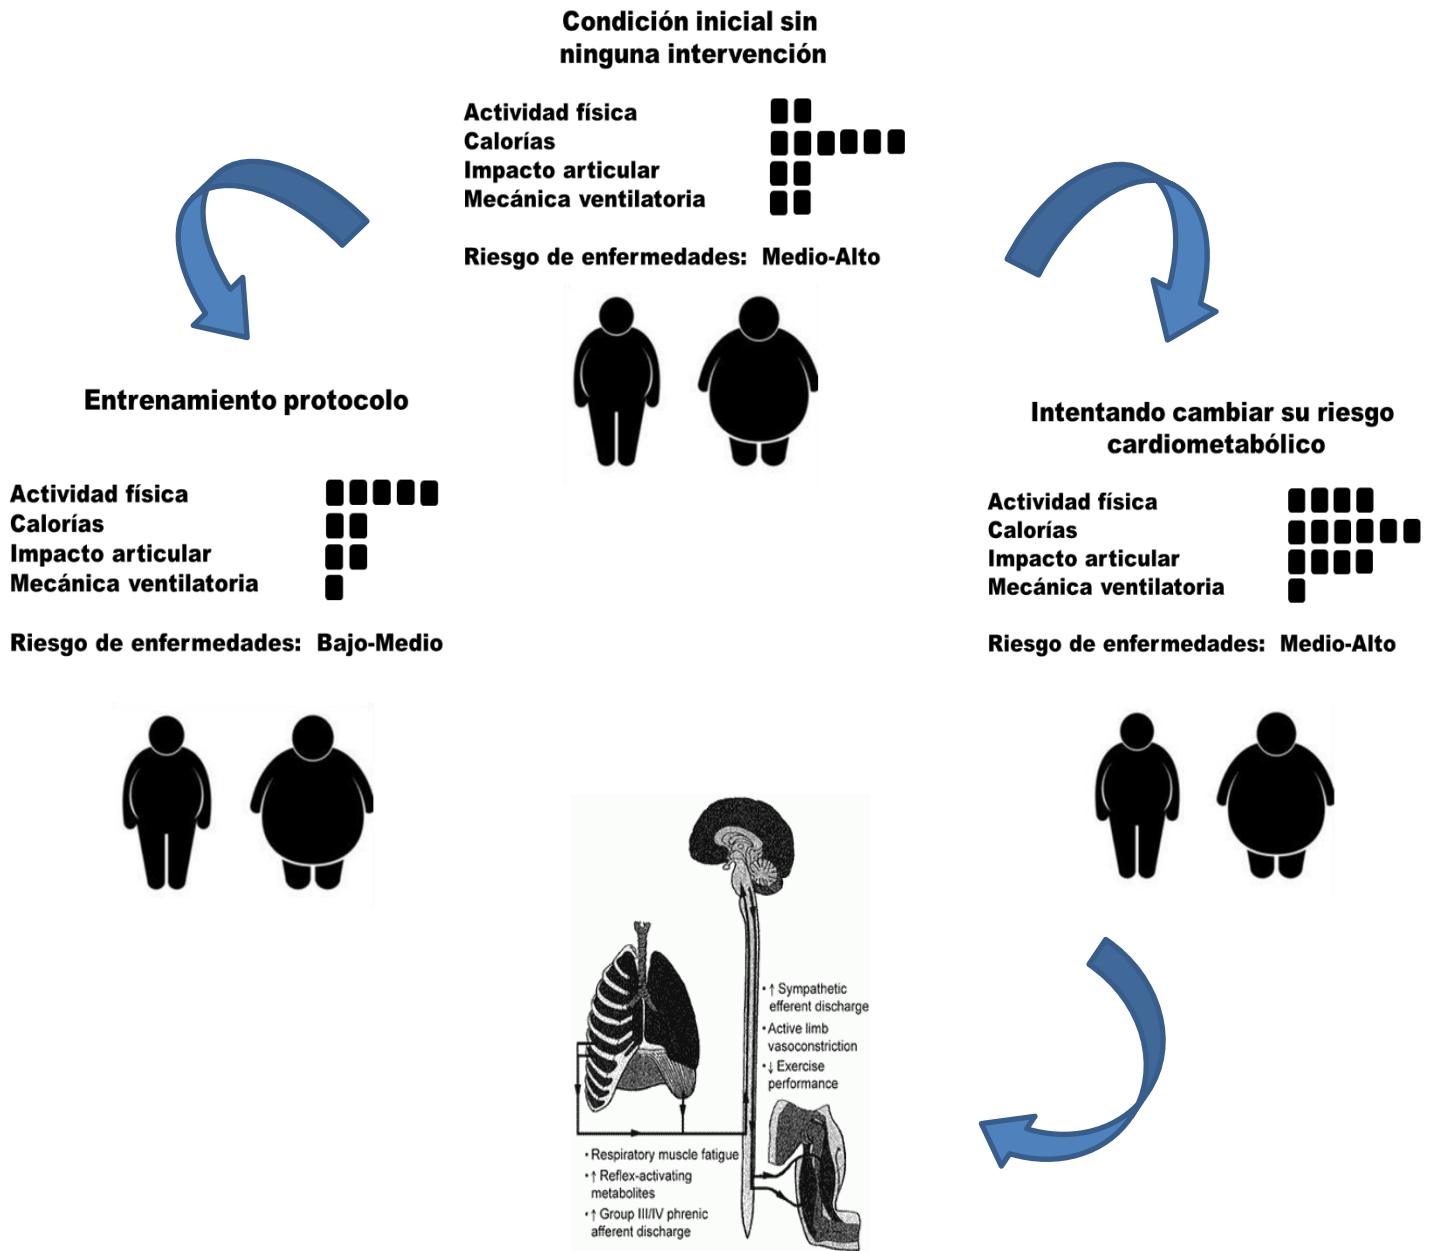 Condición inicial sin
ninguna intervención
Actividad física
Calorías
Impacto articular
Mecánica ventilatoria
Riesgo de enfermedades: Medio-Alto
Entrenamiento protocolo
Actividad física
Calorías
Impacto articular
Mecánica ventilatoria
Riesgo de enfermedades: Bajo-Medio
Intentando cambiar su riesgo
cardiometabólico
Actividad física
Calorías
Impacto articular
Mecánica ventilatoria
Riesgo de enfermedades: Medio-Alto
• ↑ Sympathetic
efferent discharge
• Active limb
vasoconstriction
• ↓ Exercise
performance
• Respiratory muscle fatigue
• ↑ Reflex-activating
metabolites
• ↑ Group III/IV phrenic
afferent discharge